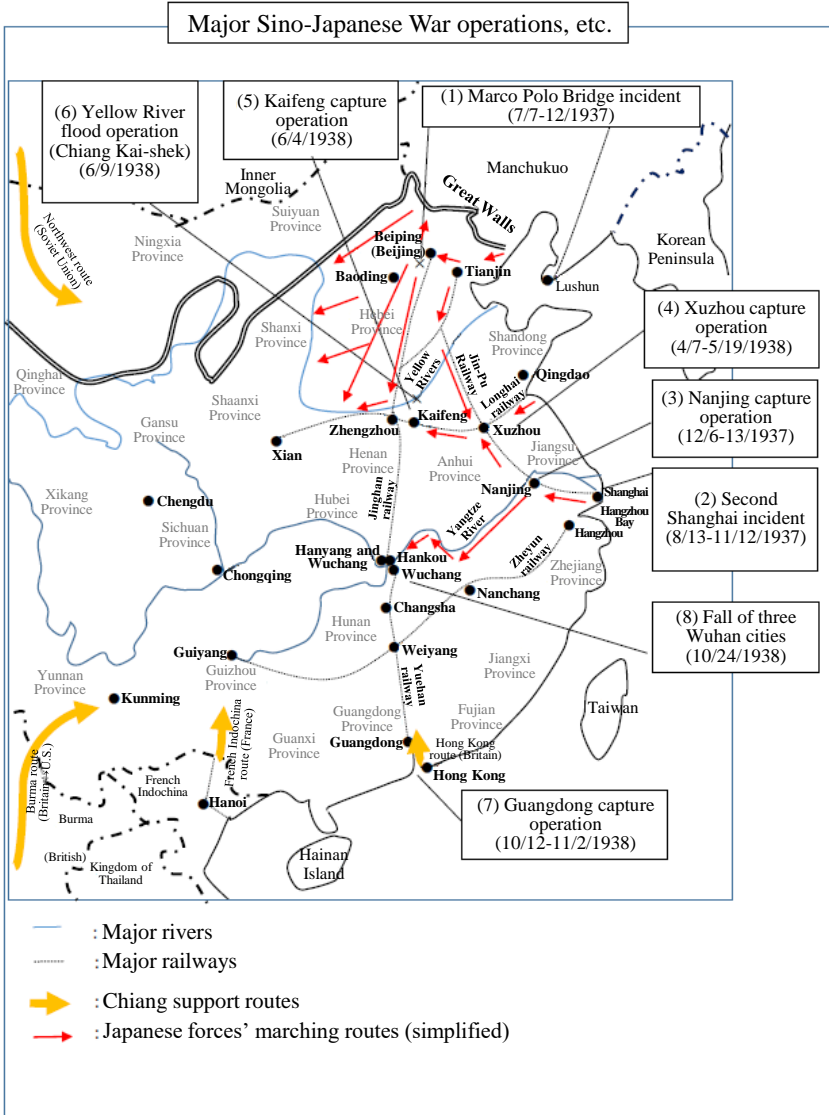 Major Sino-Japanese War operations, etc.
(6) Yellow River
flood operation
(Chiang Kai-shek)
(6/9/1938)
(5) Kaifeng capture
operation
(6/4/1938)
(1) Marco Polo Bridge incident
(7/7-12/1937)
Inner
Mongolia
Manchukuo
Great Walls
Suiyuan
Province
Ningxia
Province
Northwest route
(Soviet Union)
Beiping
(Beijing)
Tianjin
Baoding
Lushun
Korean
Peninsula
Hebei
Province
Shanxi
Province
Shandong
Province
(4) Xuzhou capture
operation
(4/7-5/19/1938)
Qinghai
Province
Shaanxi
Province
Yellow
Rivers
Jin-Pu
Railway
Longhai
railway
Qingdao
Gansu
Province
Zhengzhou
Kaifeng
Xuzhou
(3) Nanjing capture
operation
(12/6-13/1937)
Xian
Henan
Province
Anhui
Province
Jiangsu
Province
Xikang
Province
Chengdu
Sichuan
Province
Hubei
Province
Jinghan
railway
Nanjing
Yangtze
River
Shanghai
Hangzhou
Bay
Hangzhou
(2) Second
Shanghai incident
(8/13-11/12/1937)
Chongqing
Hanyang and
Wuchang
Hankou
Wuchang
Zheyun
railway
Zhejiang
Province
Nanchang
Changsha
Hunan
Province
(8) Fall of three
Wuhan cities
(10/24/1938)
Guiyang
Guizhou
Province
Weiyang
Jiangxi
Province
Yunnan
Province
Kunming
Yuehan
railway
Taiwan
Guangdong
Province
Fujian
Province
Guanxi
Province
Guangdong
Hong Kong
route (Britain)
Hong Kong
Burma route
(Britain→U.S.)
French Indochina
route (France)
French
Indochina
Hanoi
Burma
(British)
Kingdom of
Thailand
Hainan
Island
(7) Guangdong capture
operation
(10/12-11/2/1938)
: Major rivers
: Major railways
: Chiang support routes
: Japanese forces’ marching routes (simplified)